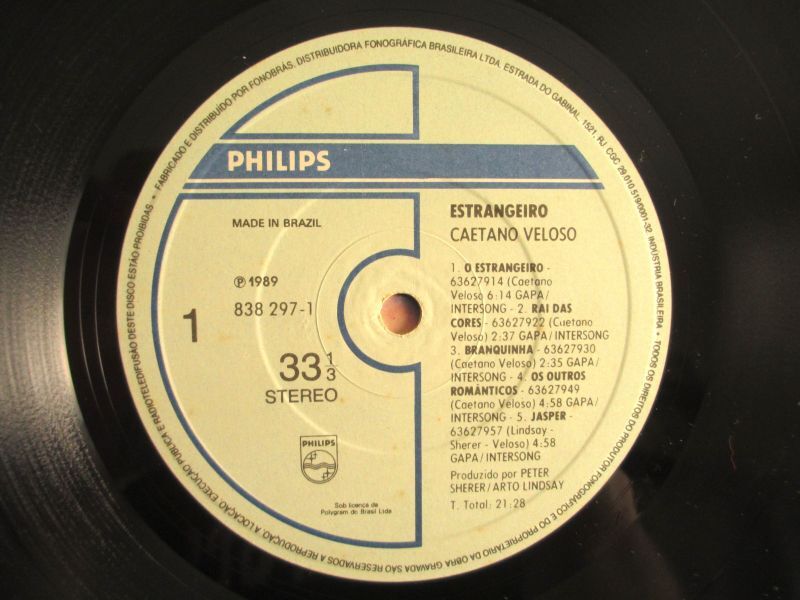 FABRICADO E DISTRIBUÍDO POR FONOBRÁS, DISTRIBUIDORA FONOGRÁFICA BRASILEIRA LTDA. ESTRADA DO GABINAL, 1521, RJ, CGC 29.010.519/0001-32 INDÚSTRIA BRASILEIRA. • TODOS OS DIREITOS DO PRODUTOR FONOGRÁFICO E DO PROPRIETÁRIO DA OBRA GRAVADA SÃO RESERVADOS A REPRODUÇÃO, A LOCAÇÃO, EXECUÇÃO PÚBLICA E RADIOTELEDIFUSÃO DESTE DISCO ESTÃO PROIBIDAS •
PHILIPS
MADE IN BRAZIL
℗ 1989
838 297-1
1
33 1/3
STEREO
PHILIPS
Sob licença de
Polygram do Brasil Ltda
ESTRANGEIRO
CAETANO VELOSO
1. O ESTRANGEIRO -
63627914 (Caetano
Veloso 6:14 GAPA/
INTERSONG - 2. RAI DAS
CORES - 63627922 (Caetano
Veloso) 2:37 GAPA/ INTERSONG
3. BRANQUINHA - 63627930
(Caetano Veloso) 2:35 GAPA/
INTERSONG - 4. OS OUTROS
ROMÂNTICOS - 63627949
(Caetano Veloso) 4:58 GAPA/
INTERSONG - 5. JASPER -
63627957 (Lindsay -
Sherer - Veloso) 4:58
GAPA/INTERSONG
Produzido por PETER
SHERER/ARTO LINDSAY
T. Total: 21:28